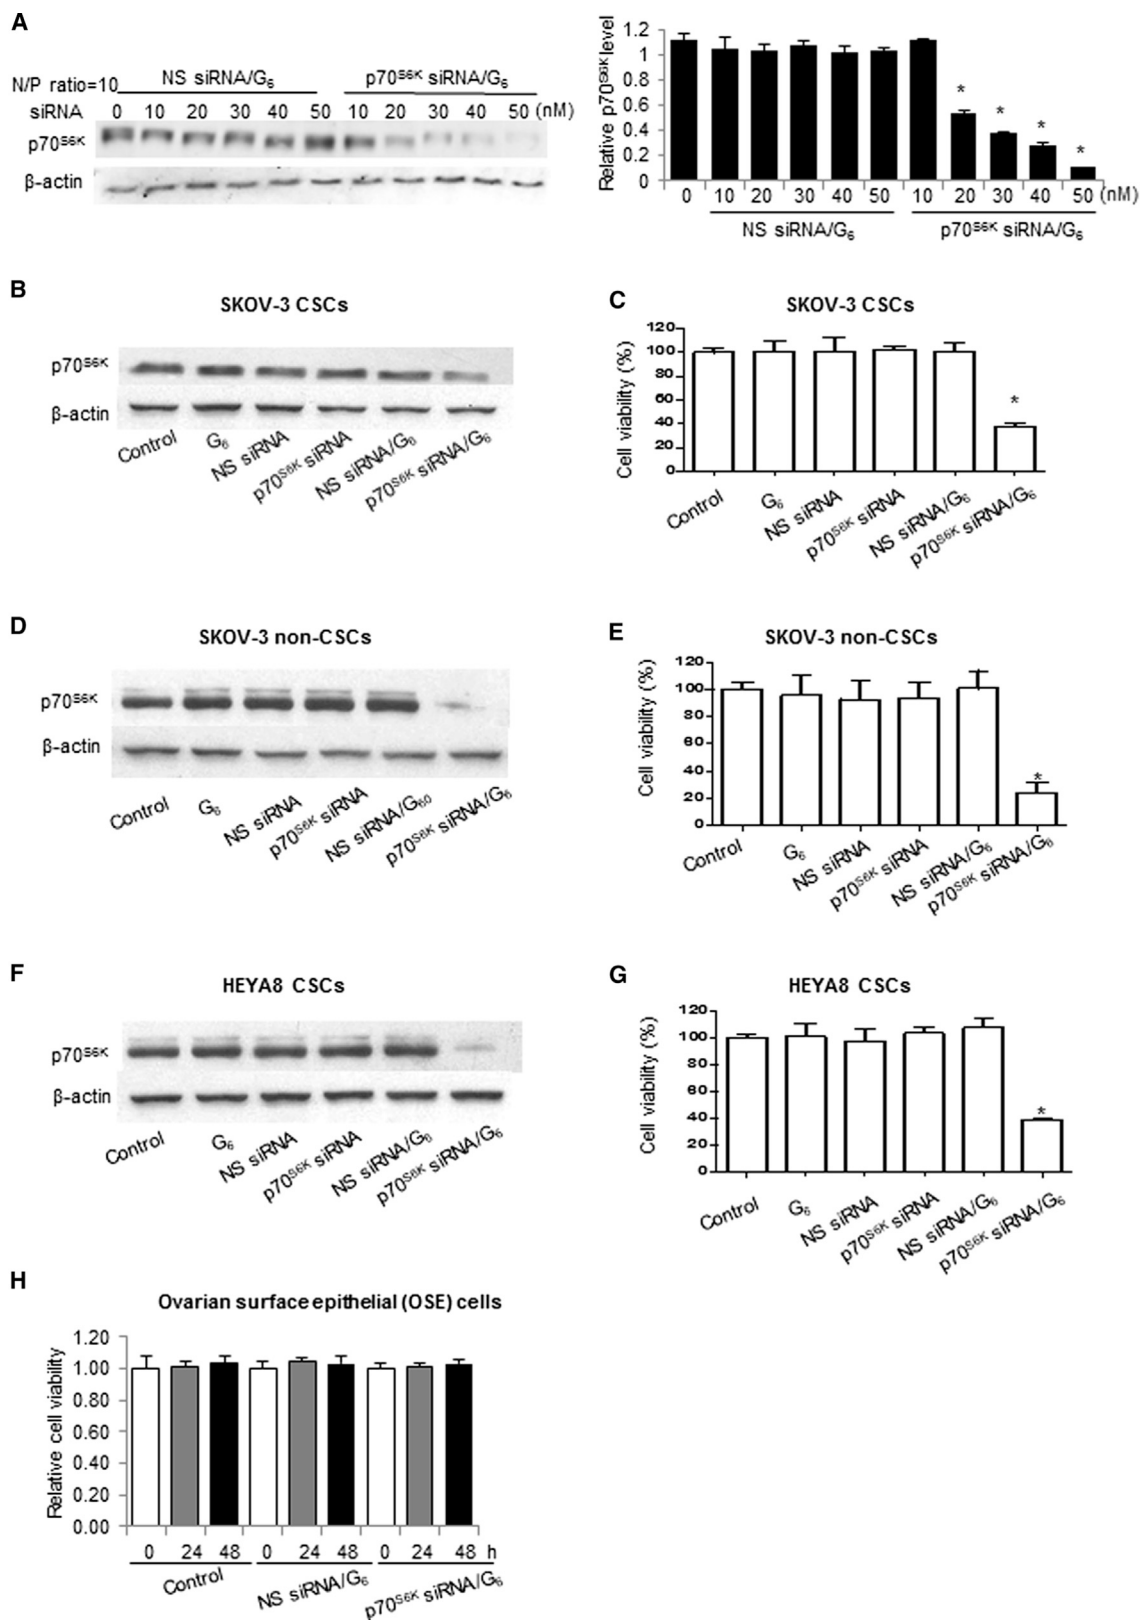 A
N/P ratio=10 NS siRNA/G6 p70S6K siRNA/G6
siRNA 0 10 20 30 40 50 10 20 30 40 50 (nM)
p70S6K
β-actin
Relative p70S6K level
1.2
1
0.8
0.6
0.4
0.2
0
* * * *
0 10 20 30 40 50 10 20 30 40 50 (nM)
NS siRNA/G6 p70S6K siRNA/G6
B
SKOV-3 CSCs
p70S6K
β-actin
Control G6 NS siRNA p70S6K siRNA NS siRNA/G6 p70S6K siRNA/G6
C
SKOV-3 CSCs
Cell viability (%)
120
100
80
60
40
20
0
*
Control G6 NS siRNA p70S6K siRNA NS siRNA/G6 p70S6K siRNA/G6
D
SKOV-3 non-CSCs
p70S6K
β-actin
Control G6 NS siRNA p70S6K siRNA NS siRNA/G60 p70S6K siRNA/G6
E
SKOV-3 non-CSCs
Cell viability (%)
120
100
80
60
40
20
0
*
Control G6 NS siRNA p70S6K siRNA NS siRNA/G6 p70S6K siRNA/G6
F
HEYA8 CSCs
p70S6K
β-actin
Control G6 NS siRNA p70S6K siRNA NS siRNA/G6 p70S6K siRNA/G6
G
HEYA8 CSCs
Cell viability (%)
120
100
80
60
40
20
0
*
Control G6 NS siRNA p70S6K siRNA NS siRNA/G6 p70S6K siRNA/G6
H
Ovarian surface epithelial (OSE) cells
Relative cell viability
1.20
1.00
0.80
0.60
0.40
0.20
0.00
0 24 48 0 24 48 0 24 48 h
Control NS siRNA/G6 p70S6K siRNA/G6